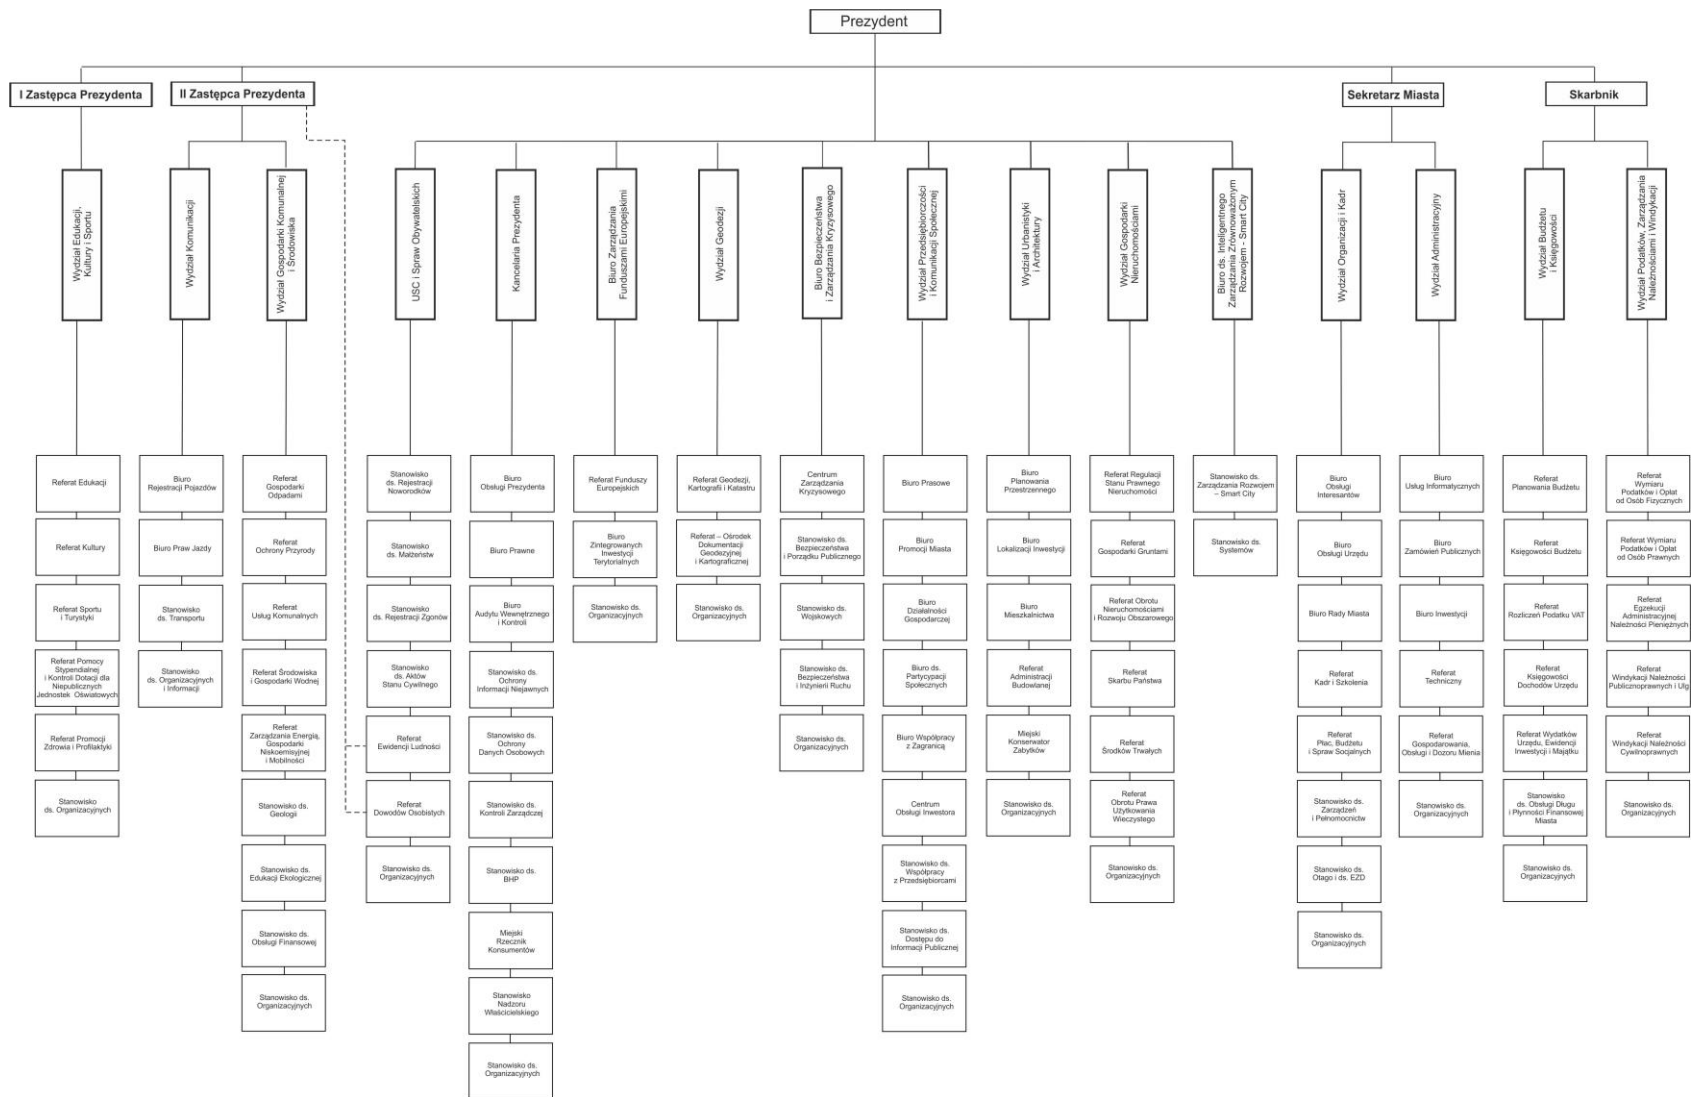 Prezydent
I Zastępca Prezydenta
II Zastępca Prezydenta
Sekretarz Miasta
Skarbnik
Wydział Edukacji,
Kultury i Sportu
Wydział Komunikacji
Wydział Gospodarki Komunalnej
i Środowiska
USC i Spraw Obywatelskich
Kancelaria Prezydenta
Biuro Zarządzania
Funduszami Europejskimi
Wydział Geodezji
Biuro Bezpieczeństwa
i Zarządzania Kryzysowego
Wydział Przedsiębiorczości
i Komunikacji Społecznej
Wydział Urbanistyki
i Architektury
Wydział Gospodarki
Nieruchomościami
Biuro ds. Inteligentnego
Zarządzania Zrównoważonym
Rozwojem - Smart City
Wydział Organizacji i Kadr
Wydział Administracyjny
Wydział Budżetu
i Księgowości
Wydział Podatków, Zarządzania
Należnościami i Windykacji
Referat Edukacji
Referat Kultury
Referat Sportu
i Turystyki
Referat Pomocy
Stypendialnej
i Kontroli Dotacji dla
Niepublicznych
Jednostek Oświatowych
Referat Promocji
Zdrowia i Profilaktyki
Stanowisko
ds. Organizacyjnych
Biuro
Rejestracji Pojazdów
Biuro Praw Jazdy
Stanowisko
ds. Transportu
Stanowisko
ds. Organizacyjnych
i Informacji
Referat
Gospodarki
Odpadami
Referat
Ochrony Przyrody
Referat
Usług Komunalnych
Referat Środowiska
i Gospodarki Wodnej
Referat
Zarządzania Energią,
Gospodarki
Niskoemisyjnej
i Mobilności
Stanowisko ds.
Geologii
Stanowisko ds.
Edukacji Ekologicznej
Stanowisko ds.
Obsługi Finansowej
Stanowisko ds.
Organizacyjnych
Stanowisko
ds. Rejestracji
Noworodków
Stanowisko
ds. Małżeństw
Stanowisko
ds. Rejestracji Zgonów
Stanowisko
ds. Aktów
Stanu Cywilnego
Referat
Ewidencji Ludności
Referat
Dowodów Osobistych
Stanowisko ds.
Organizacyjnych
Biuro
Obsługi Prezydenta
Biuro Prawne
Biuro
Audytu Wewnętrznego
i Kontroli
Stanowisko ds.
Ochrony
Informacji Niejawnych
Stanowisko ds.
Ochrony
Danych Osobowych
Stanowisko ds.
Kontroli Zarządczej
Stanowisko ds.
BHP
Miejski
Rzecznik
Konsumentów
Stanowisko
Nadzoru
Właścicielskiego
Stanowisko ds.
Organizacyjnych
Referat Funduszy
Europejskich
Biuro
Zintegrowanych
Inwestycji
Terytorialnych
Stanowisko ds.
Organizacyjnych
Referat Geodezji,
Kartografii i Katastru
Referat – Ośrodek
Dokumentacji
Geodezyjnej
i Kartograficznej
Stanowisko ds.
Organizacyjnych
Centrum
Zarządzania
Kryzysowego
Stanowisko ds.
Bezpieczeństwa
i Porządku Publicznego
Stanowisko ds.
Wojskowych
Stanowisko ds.
Bezpieczeństwa
i Inżynierii Ruchu
Stanowisko ds.
Organizacyjnych
Biuro Prasowe
Biuro
Promocji Miasta
Biuro
Działalności
Gospodarczej
Biuro ds.
Partycypacji
Społecznych
Biuro Współpracy
z Zagranicą
Centrum
Obsługi Inwestora
Stanowisko ds.
Współpracy
z Przedsiębiorcami
Stanowisko ds.
Dostępu do
Informacji Publicznej
Stanowisko ds.
Organizacyjnych
Biuro
Planowania
Przestrzennego
Biuro
Lokalizacji Inwestycji
Biuro
Mieszkalnictwa
Referat
Administracji
Budowlanej
Miejski
Konserwator
Zabytków
Stanowisko ds.
Organizacyjnych
Referat Regulacji
Stanu Prawnego
Nieruchomości
Referat
Gospodarki Gruntami
Referat Obrotu
Nieruchomościami
i Rozwoju Obszarowego
Referat
Skarbu Państwa
Referat
Środków Trwałych
Referat
Obrotu Prawa
Użytkowania
Wieczystego
Stanowisko ds.
Organizacyjnych
Stanowisko ds.
Zarządzania Rozwojem
– Smart City
Stanowisko ds.
Systemów
Biuro
Obsługi
Interesantów
Biuro
Obsługi Urzędu
Biuro Rady Miasta
Referat
Kadr i Szkolenia
Referat
Płac, Budżetu
i Spraw Socjalnych
Stanowisko ds.
Zarządzeń
i Pełnomocnictw
Stanowisko ds.
Otago i ds. EZD
Stanowisko ds.
Organizacyjnych
Biuro
Usług Informatycznych
Biuro
Zamówień Publicznych
Biuro Inwestycji
Referat
Techniczny
Referat
Gospodarowania,
Obsługi i Dozoru Mienia
Stanowisko ds.
Organizacyjnych
Referat
Planowania Budżetu
Referat
Księgowości Budżetu
Referat
Rozliczeń Podatku VAT
Referat
Księgowości
Dochodów Urzędu
Referat Wydatków
Urzędu, Ewidencji
Inwestycji i Majątku
Stanowisko
ds. Obsługi Długu
i Płynności Finansowej
Miasta
Stanowisko ds.
Organizacyjnych
Referat
Wymiaru
Podatków i Opłat
od Osób Fizycznych
Referat Wymiaru
Podatków i Opłat
od Osób Prawnych
Referat
Egzekucji
Administracyjnej
Należności Pieniężnych
Referat
Windykacji Należności
Publicznoprawnych i Ulg
Referat
Windykacji Należności
Cywilnoprawnych
Stanowisko ds.
Organizacyjnych